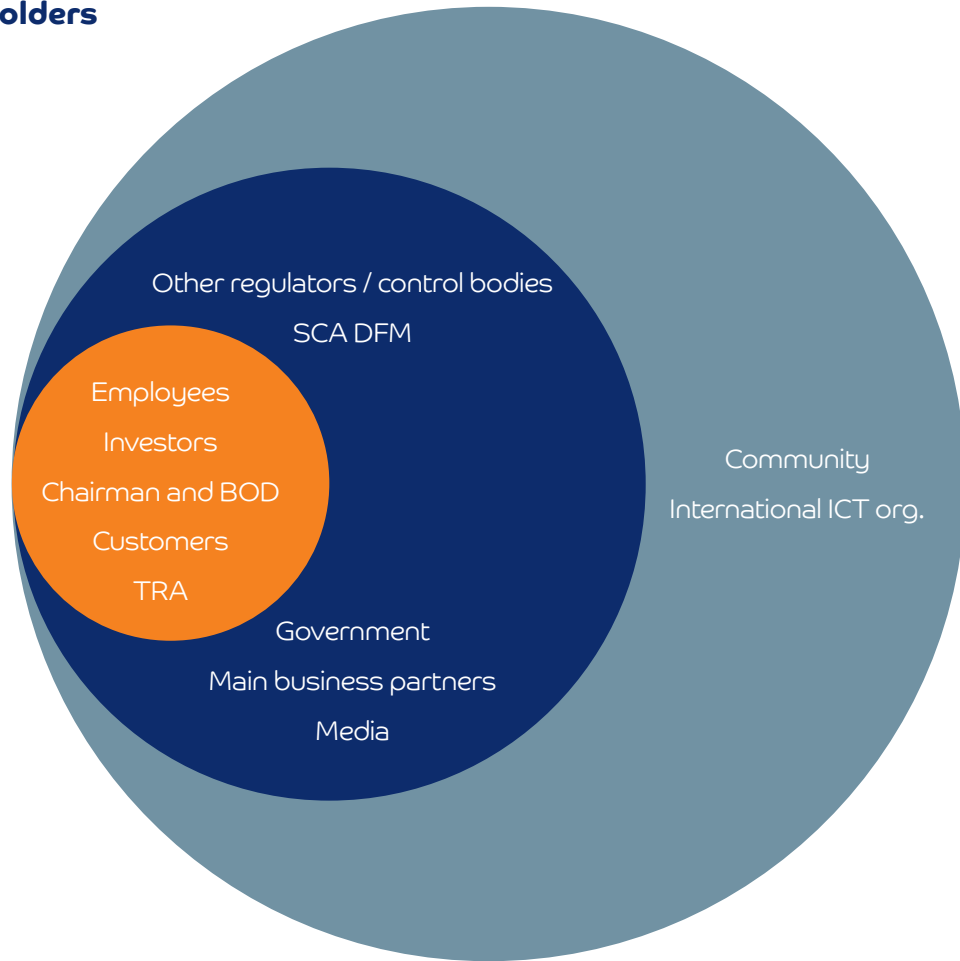 olders
Other regulators / control bodies
SCA DFM
Employees
Investors
Chairman and BOD
Customers
TRA
Community
International ICT org.
Government
Main business partners
Media